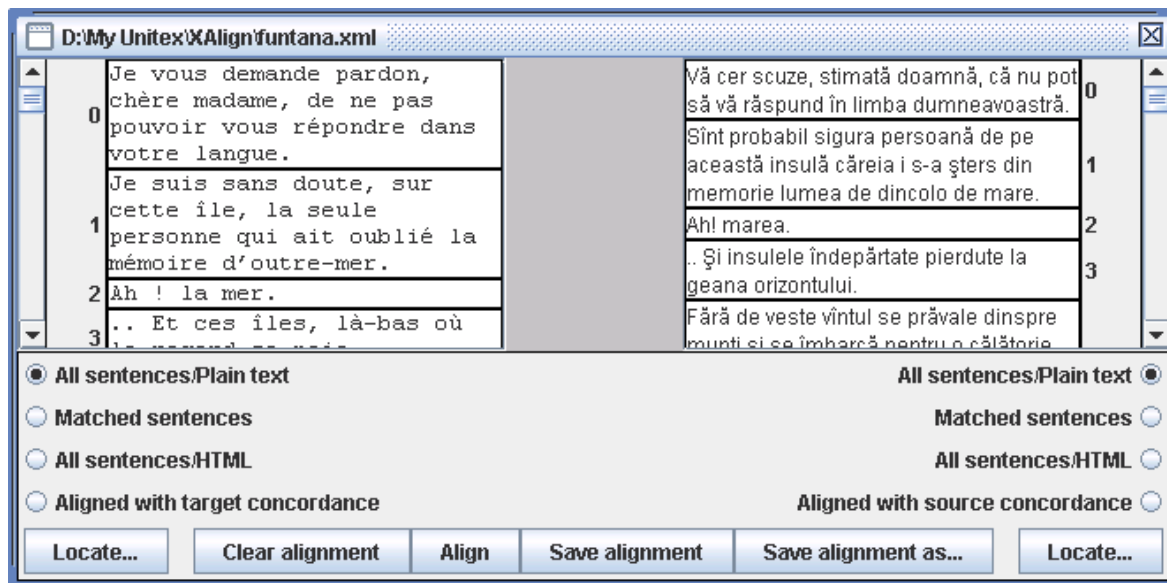 D:\My Unitex\XAlign\funtana.xml
0
Je vous demande pardon,
chère madame, de ne pas
pouvoir vous répondre dans
votre langue.
1
Je suis sans doute, sur
cette île, la seule
personne qui ait oublié la
mémoire d'outre-mer.
2 Ah ! la mer.
3
.. Et ces îles, là-bas où
Vă cer scuze, stimată doamnă, că nu pot
să vă răspund în limba dumneavoastră.
0
Sînt probabil sigura persoană de pe
această insulă căreia i s-a şters din
memorie lumea de dincolo de mare.
1
Ah! marea. 2
.. Şi insulele îndepărtate pierdute la
geana orizontului.
3
Fără de veste vîntul se prăvale dinspre
munţi şi se îmbarcă pentru o călătorie
All sentences/Plain text
Matched sentences
All sentences/HTML
Aligned with target concordance
All sentences/Plain text
Matched sentences
All sentences/HTML
Aligned with source concordance
Locate... Clear alignment Align Save alignment Save alignment as... Locate...